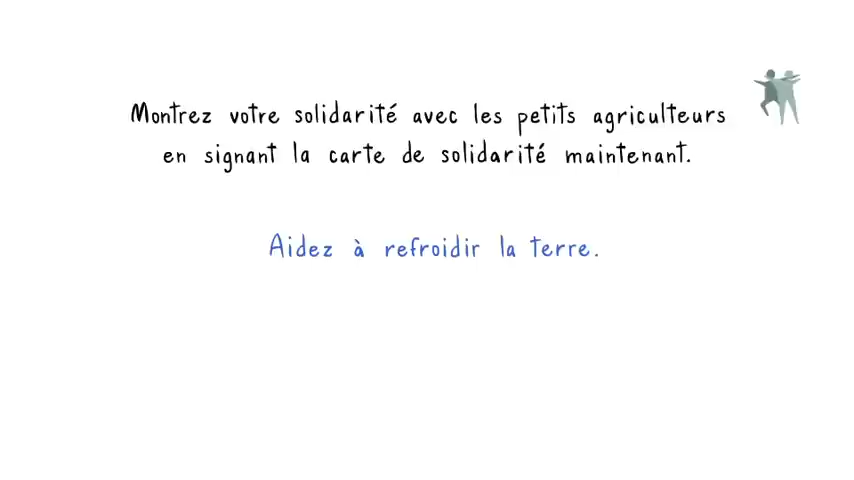 Montrez votre solidarité avec les petits agriculteurs
en signant la carte de solidarité maintenant.
Aidez à refroidir la terre.